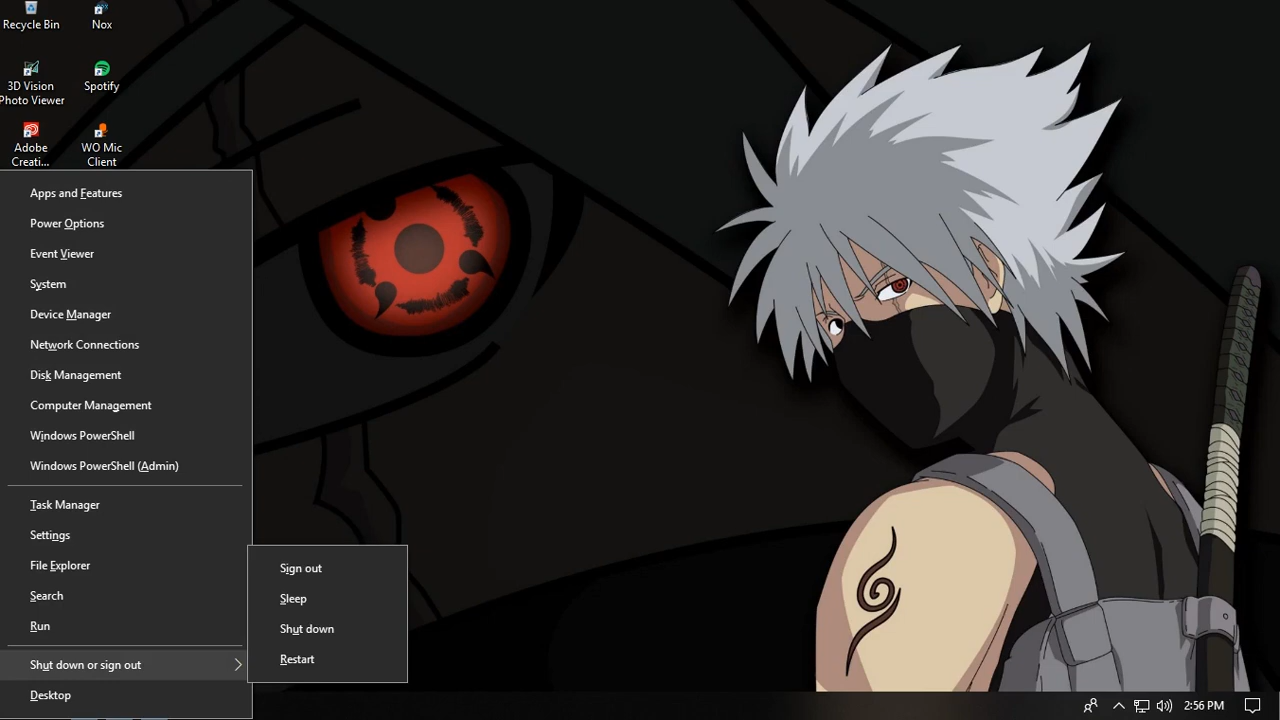 Recycle Bin
Nox
3D Vision
Photo Viewer
Spotify
Adobe
Creati...
WO Mic
Client
Apps and Features
Power Options
Event Viewer
System
Device Manager
Network Connections
Disk Management
Computer Management
Windows PowerShell
Windows PowerShell (Admin)
Task Manager
Settings
File Explorer
Search
Run
Shut down or sign out
Desktop
Sign out
Sleep
Shut down
Restart
2:56 PM